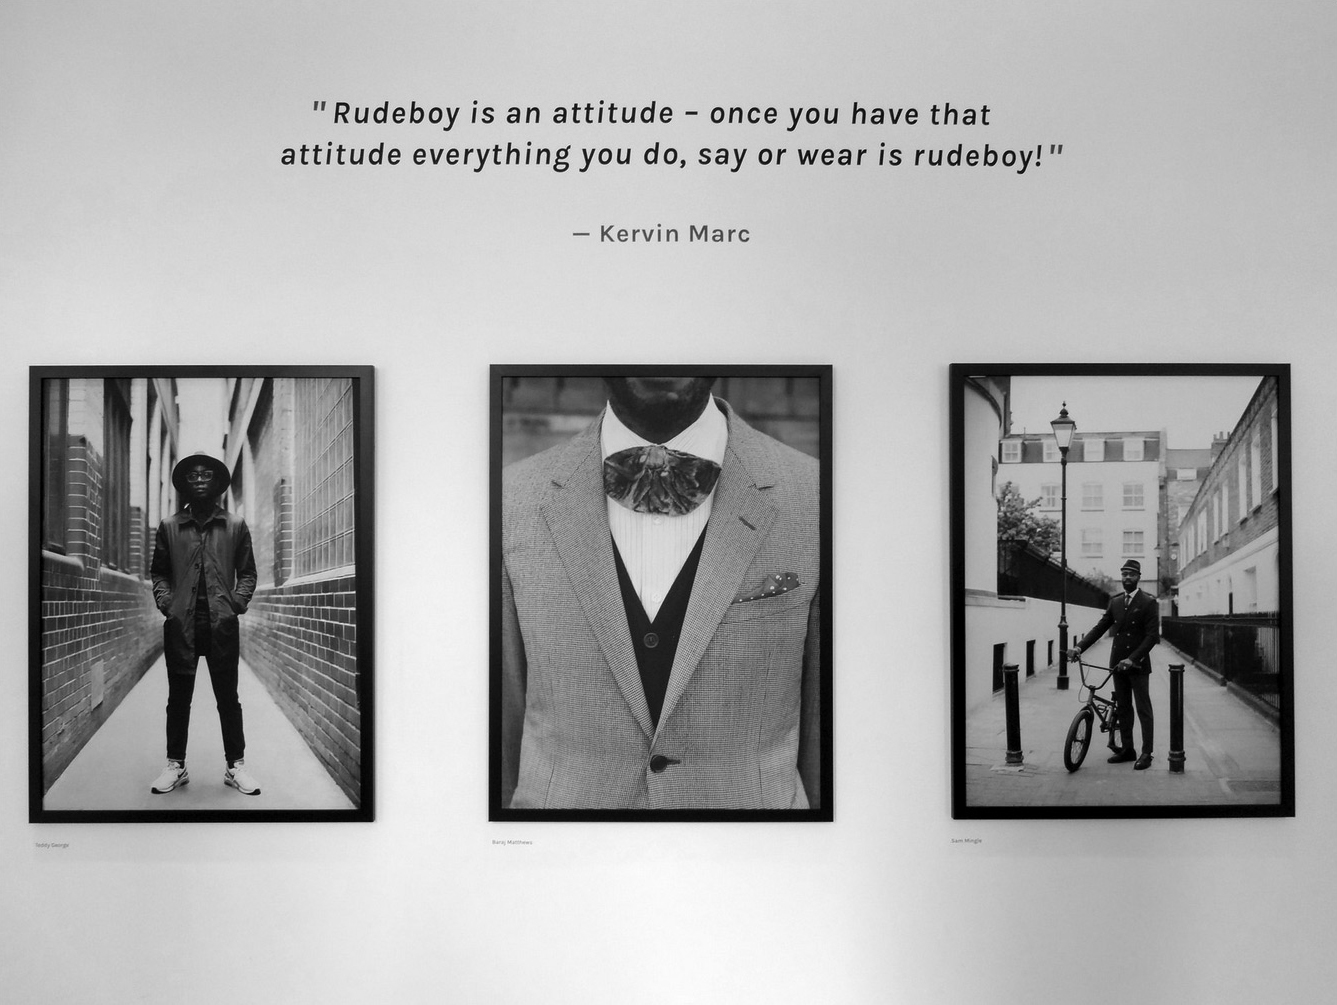 "Rudeboy is an attitude – once you have that
attitude everything you do, say or wear is rudeboy!"
— Kervin Marc
Teddy George
Baraj Matthews
Sam Mingle